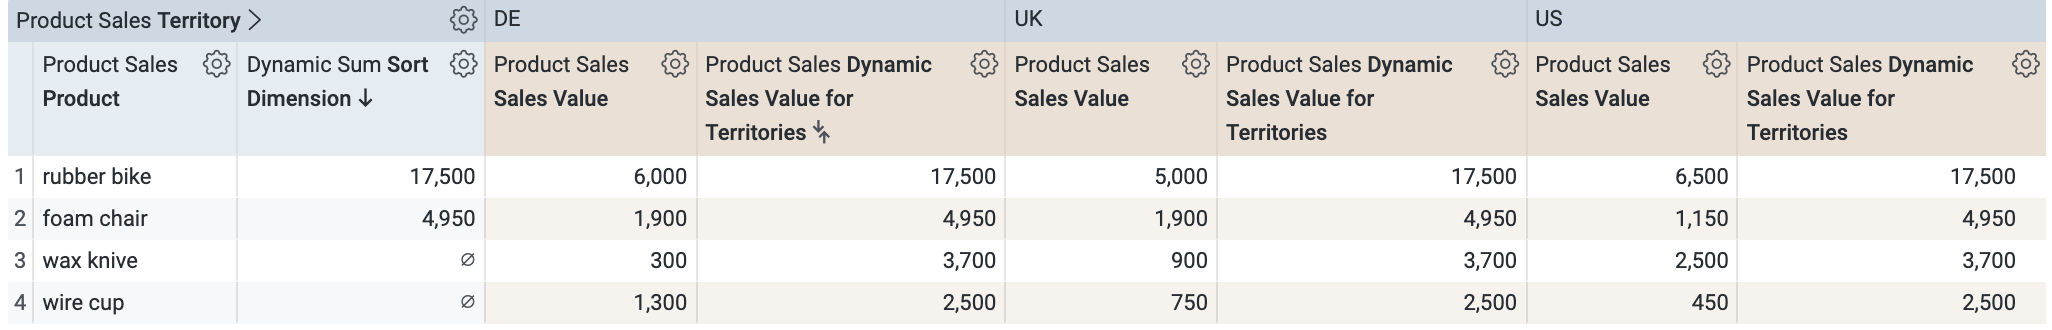 Product Sales Territory DE UK US
Product Sales Dynamic Sum Sort Product Sales Product Sales Dynamic Product Sales Product Sales Dynamic Product Sales Product Sales Dynamic
Product Dimension ↓ Sales Value Sales Value for Sales Value Sales Value for Sales Value Sales Value for
Territories Territories Territories
1 rubber bike 17,500 6,000 17,500 5,000 17,500 6,500 17,500
2 foam chair 4,950 1,900 4,950 1,900 4,950 1,150 4,950
3 wax knive ∅ 300 3,700 900 3,700 2,500 3,700
4 wire cup ∅ 1,300 2,500 750 2,500 450 2,500